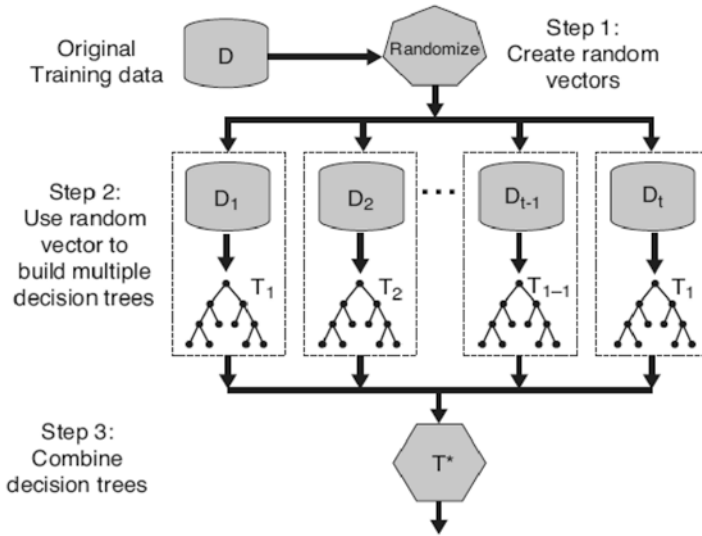 Original
Training data
D
Randomize
Step 1:
Create random
vectors
Step 2:
Use random
vector to
build multiple
decision trees
D1
D2
...
Dt-1
Dt
T1
T2
T1–1
T1
Step 3:
Combine
decision trees
T*